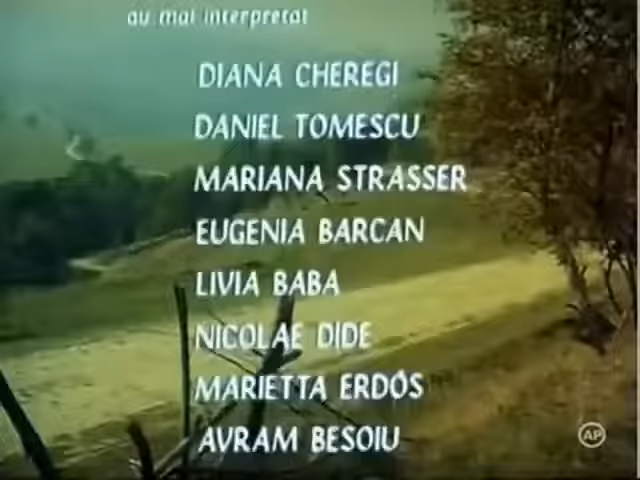 au mai interpretat
DIANA CHEREGI
DANIEL TOMESCU
MARIANA STRASSER
EUGENIA BARCAN
LIVIA BABA
NICOLAE DIDE
MARIETTA ERDÖS
AVRAM BESOIU
AP